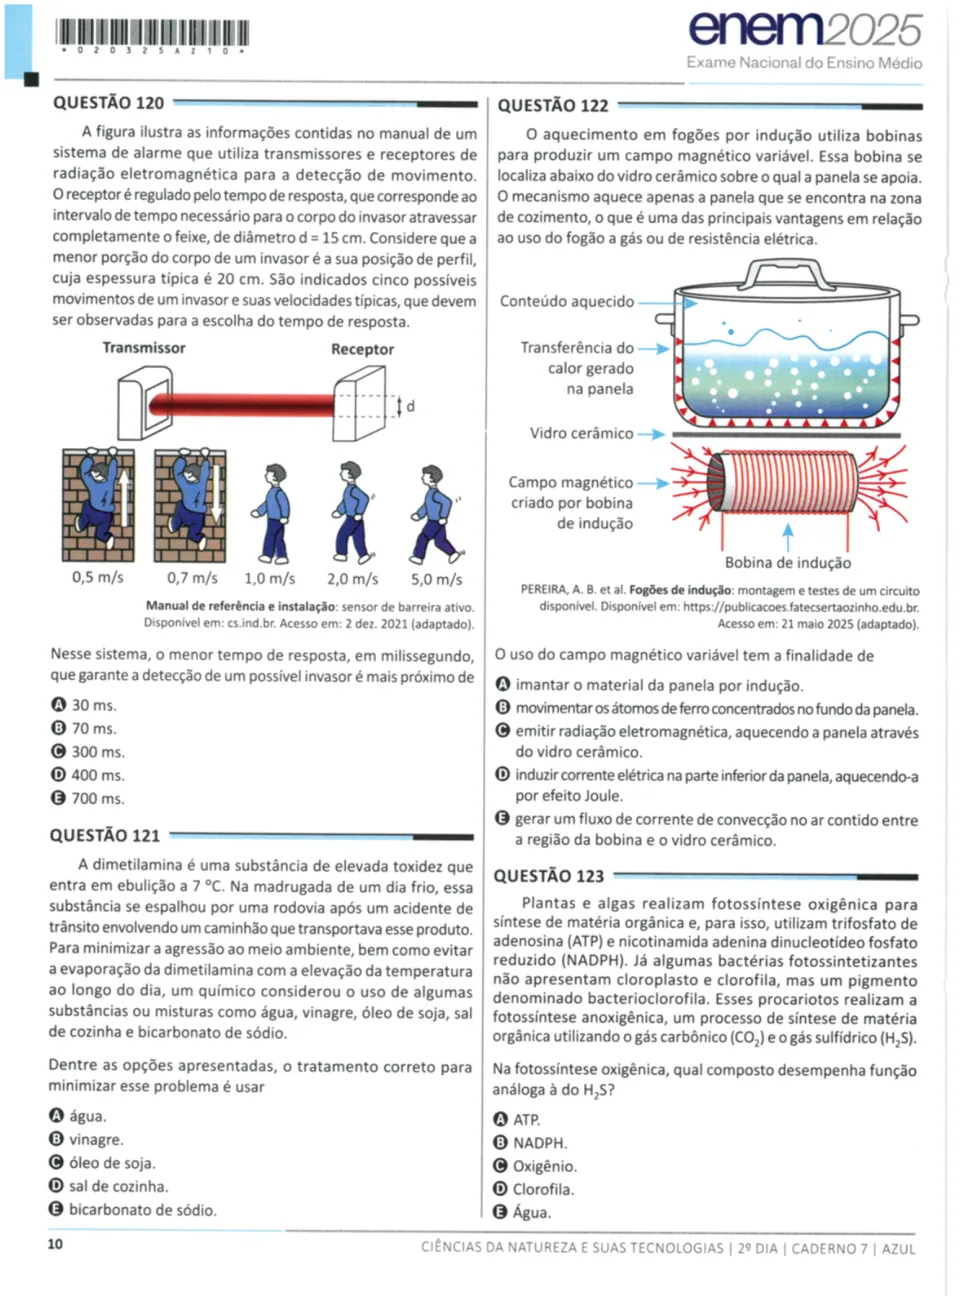 *020325AZ10*
enem2025
Exame Nacional do Ensino Médio
QUESTÃO 120
A figura ilustra as informações contidas no manual de um
sistema de alarme que utiliza transmissores e receptores de
radiação eletromagnética para a detecção de movimento.
O receptor é regulado pelo tempo de resposta, que corresponde ao
intervalo de tempo necessário para o corpo do invasor atravessar
completamente o feixe, de diâmetro d = 15 cm. Considere que a
menor porção do corpo de um invasor é a sua posição de perfil,
cuja espessura típica é 20 cm. São indicados cinco possíveis
movimentos de um invasor e suas velocidades típicas, que devem
ser observadas para a escolha do tempo de resposta.
Transmissor
Receptor
d
0,5 m/s
0,7 m/s
1,0 m/s
2,0 m/s
5,0 m/s
Manual de referência e instalação: sensor de barreira ativo.
Disponível em: cs.ind.br. Acesso em: 2 dez. 2021 (adaptado).
Nesse sistema, o menor tempo de resposta, em milissegundo,
que garante a detecção de um possível invasor é mais próximo de
A 30 ms.
B 70 ms.
C 300 ms.
D 400 ms.
E 700 ms.
QUESTÃO 121
A dimetilamina é uma substância de elevada toxidez que
entra em ebulição a 7 °C. Na madrugada de um dia frio, essa
substância se espalhou por uma rodovia após um acidente de
trânsito envolvendo um caminhão que transportava esse produto.
Para minimizar a agressão ao meio ambiente, bem como evitar
a evaporação da dimetilamina com a elevação da temperatura
ao longo do dia, um químico considerou o uso de algumas
substâncias ou misturas como água, vinagre, óleo de soja, sal
de cozinha e bicarbonato de sódio.
Dentre as opções apresentadas, o tratamento correto para
minimizar esse problema é usar
A água.
B vinagre.
C óleo de soja.
D sal de cozinha.
E bicarbonato de sódio.
QUESTÃO 122
O aquecimento em fogões por indução utiliza bobinas
para produzir um campo magnético variável. Essa bobina se
localiza abaixo do vidro cerâmico sobre o qual a panela se apoia.
O mecanismo aquece apenas a panela que se encontra na zona
de cozimento, o que é uma das principais vantagens em relação
ao uso do fogão a gás ou de resistência elétrica.
Conteúdo aquecido
Transferência do
calor gerado
na panela
Vidro cerâmico
Campo magnético
criado por bobina
de indução
Bobina de indução
PEREIRA, A. B. et al. Fogões de indução: montagem e testes de um circuito
disponível. Disponível em: https://publicacoes.fatecsertaozinho.edu.br.
Acesso em: 21 maio 2025 (adaptado).
O uso do campo magnético variável tem a finalidade de
A imantar o material da panela por indução.
B movimentar os átomos de ferro concentrados no fundo da panela.
C emitir radiação eletromagnética, aquecendo a panela através
do vidro cerâmico.
D induzir corrente elétrica na parte inferior da panela, aquecendo-a
por efeito Joule.
E gerar um fluxo de corrente de convecção no ar contido entre
a região da bobina e o vidro cerâmico.
QUESTÃO 123
Plantas e algas realizam fotossíntese oxigênica para
síntese de matéria orgânica e, para isso, utilizam trifosfato de
adenosina (ATP) e nicotinamida adenina dinucleotídeo fosfato
reduzido (NADPH). Já algumas bactérias fotossintetizantes
não apresentam cloroplasto e clorofila, mas um pigmento
denominado bacterioclorofila. Esses procariotos realizam a
fotossíntese anoxigênica, um processo de síntese de matéria
orgânica utilizando o gás carbônico (CO₂) e o gás sulfídrico (H₂S).
Na fotossíntese oxigênica, qual composto desempenha função
análoga à do H₂S?
A ATP.
B NADPH.
C Oxigênio.
D Clorofila.
E Água.
10
CIÊNCIAS DA NATUREZA E SUAS TECNOLOGIAS | 2º DIA | CADERNO 7 | AZUL